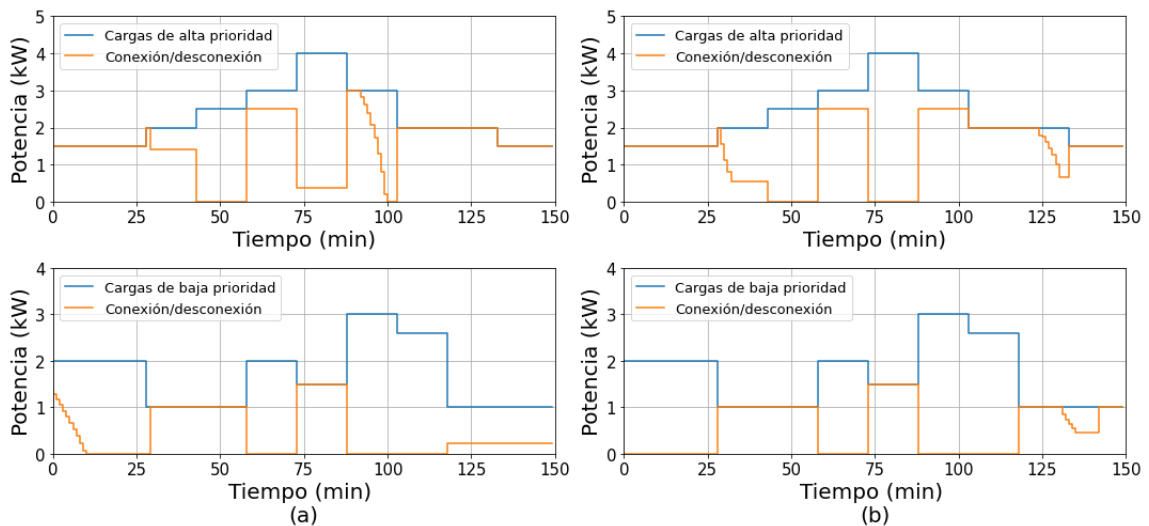 Potencia (kW)
5
4
3
2
1
0
Cargas de alta prioridad
Conexión/desconexión
0 25 50 75 100 125 150
Tiempo (min)
Potencia (kW)
5
4
3
2
1
0
Cargas de alta prioridad
Conexión/desconexión
0 25 50 75 100 125 150
Tiempo (min)
Potencia (kW)
4
3
2
1
0
Cargas de baja prioridad
Conexión/desconexión
0 25 50 75 100 125 150
Tiempo (min)
(a)
Potencia (kW)
4
3
2
1
0
Cargas de baja prioridad
Conexión/desconexión
0 25 50 75 100 125 150
Tiempo (min)
(b)